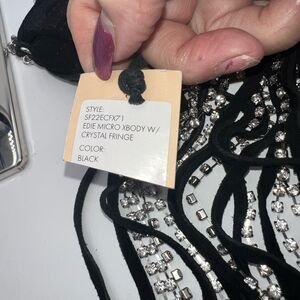 STYLE:
SF22ECFX71
EDIE MICRO XBODY W/
CRYSTAL FRINGE
COLOR:
BLACK